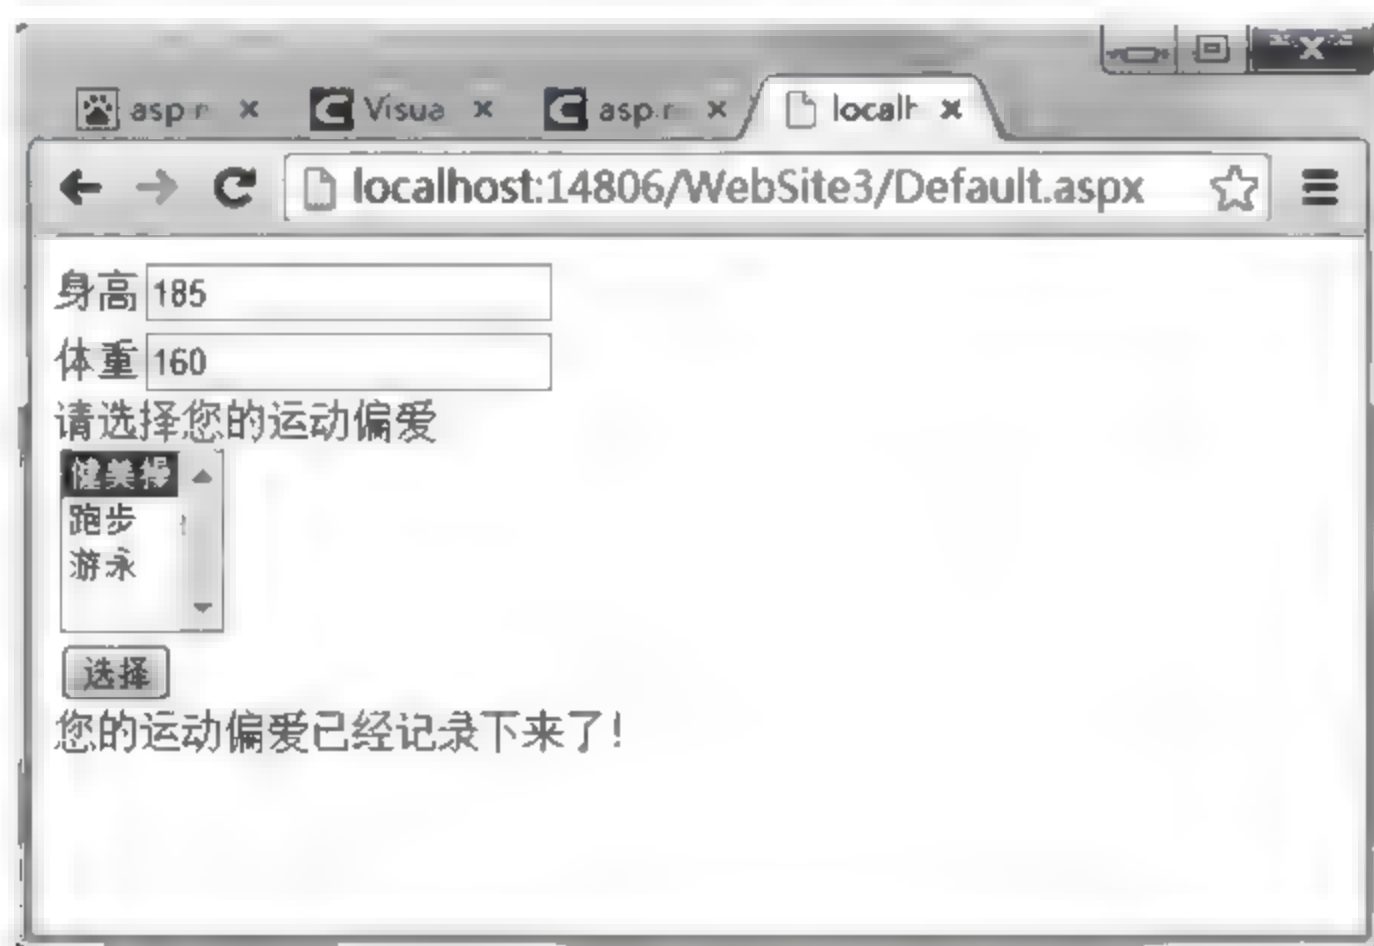 asp Visua asp localh
localhost:14806/WebSite3/Default.aspx
身高 185
体重 160
请选择您的运动偏爱
健美操
跑步
游泳
选择
您的运动偏爱已经记录下来了!